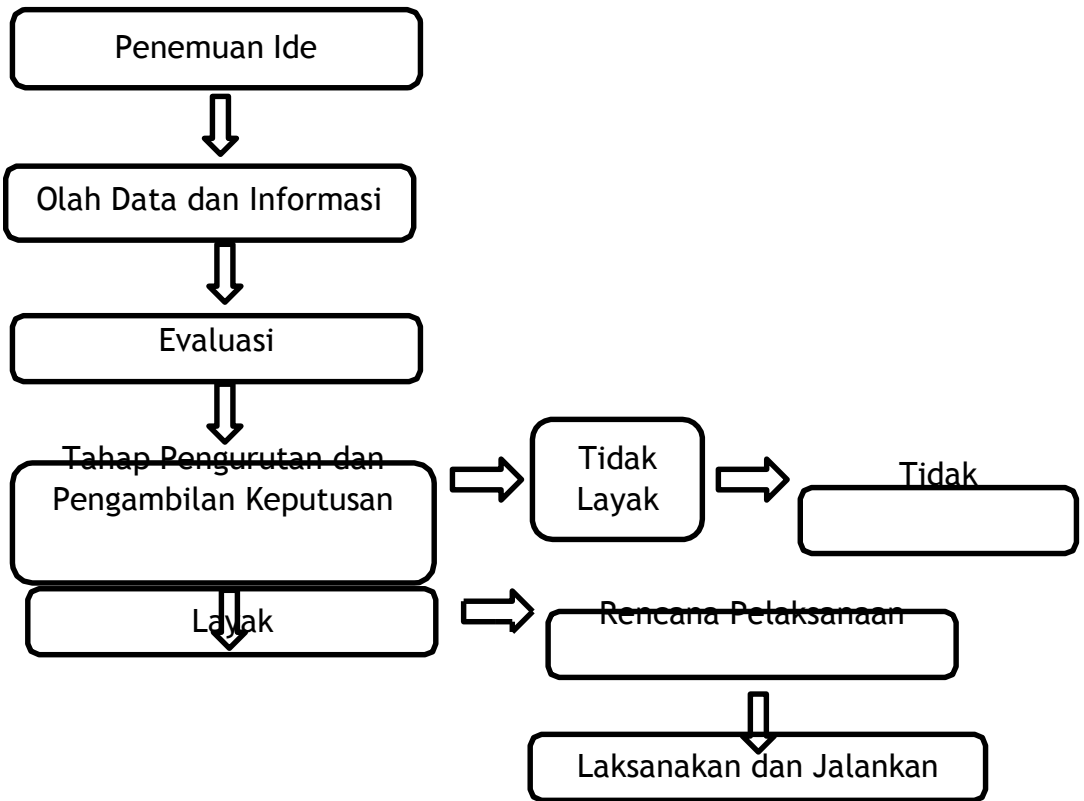 Penemuan Ide
Olah Data dan Informasi
Evaluasi
Tahap Pengurutan dan
Pengambilan Keputusan
Tidak
Layak
Tidak
Layak
Rencana Pelaksanaan
Laksanakan dan Jalankan